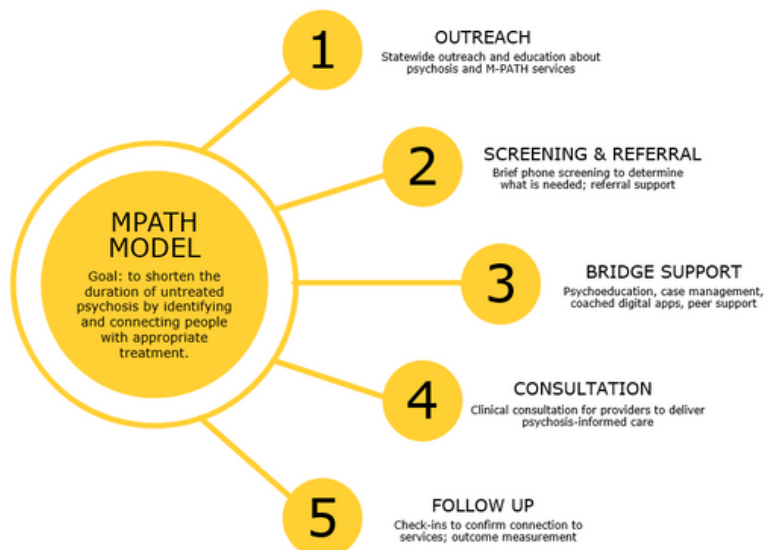 MPATH
MODEL
Goal: to shorten the
duration of untreated
psychosis by identifying
and connecting people
with appropriate
treatment.
1
OUTREACH
Statewide outreach and education about
psychosis and M-PATH services
2
SCREENING & REFERRAL
Brief phone screening to determine
what is needed; referral support
3
BRIDGE SUPPORT
Psychoeducation, case management,
coached digital apps, peer support
4
CONSULTATION
Clinical consultation for providers to deliver
psychosis-informed care
5
FOLLOW UP
Check-ins to confirm connection to
services; outcome measurement